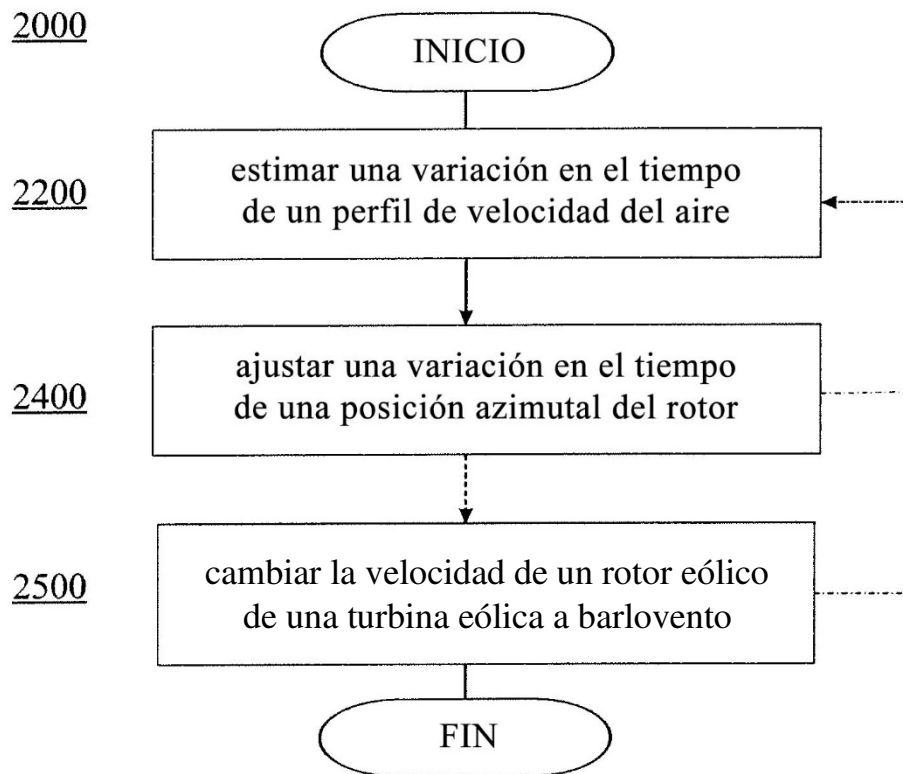 2000
INICIO
2200
estimar una variación en el tiempo
de un perfil de velocidad del aire
2400
ajustar una variación en el tiempo
de una posición azimutal del rotor
2500
cambiar la velocidad de un rotor eólico
de una turbina eólica a barlovento
FIN